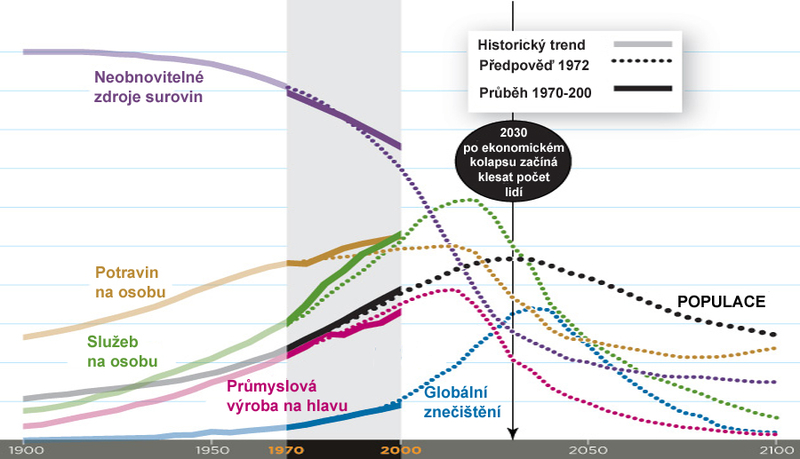 Historický trend
Předpověď 1972
Průběh 1970-200
2030
po ekonomickém
kolapsu začíná
klesat počet
lidí
Neobnovitelné
zdroje surovin
Potravin
na osobu
Služeb
na osobu
Průmyslová
výroba na hlavu
Globální
znečištění
POPULACE
1900 1950 1970 2000 2050 2100